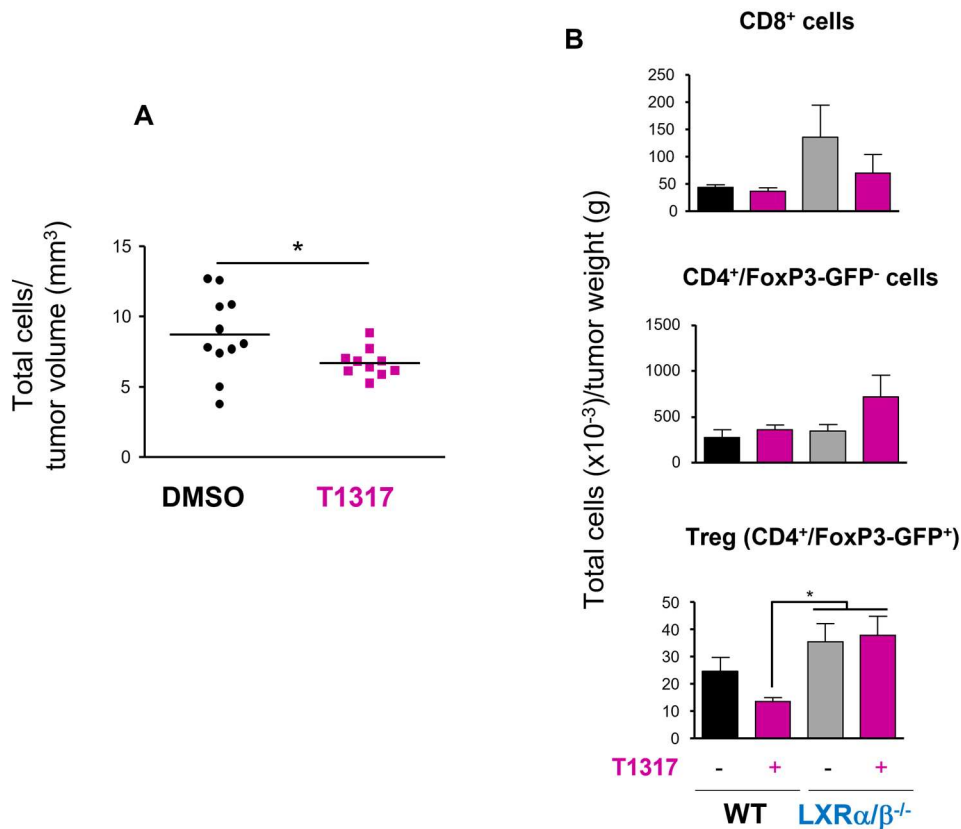 A
Total cells/
tumor volume (mm³)
15
10
5
0
*
DMSO
T1317
B
Total cells (x10⁻³)/tumor weight (g)
CD8⁺ cells
250
200
150
100
50
0
CD4⁺/FoxP3-GFP⁻ cells
1500
1000
500
0
Treg (CD4⁺/FoxP3-GFP⁺)
50
40
30
20
10
0
*
T1317 - + - +
WT LXRα/β⁻/⁻